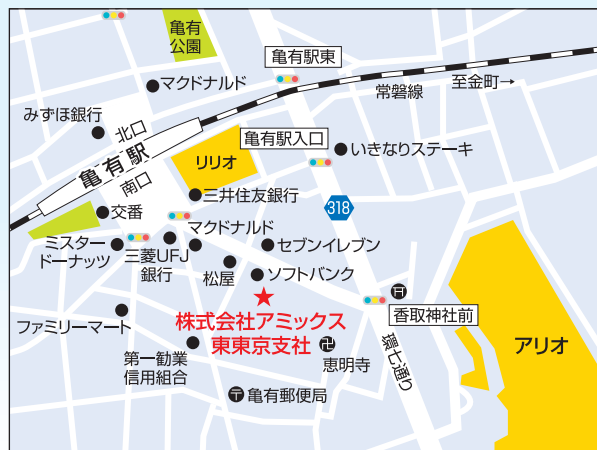 亀有
公園
亀有駅東
マクドナルド
常磐線
至金町→
みずほ銀行
北口
亀有駅
南口
リリオ
亀有駅入口
いきなりステーキ
三井住友銀行
318
交番
マクドナルド
ミスター
ドーナッツ
三菱UFJ
銀行
セブンイレブン
松屋
ソフトバンク
香取神社前
ファミリーマート
株式会社アミックス
東東京支社
アリオ
環七通り
第一勧業
信用組合
卍
恵明寺
〒
亀有郵便局